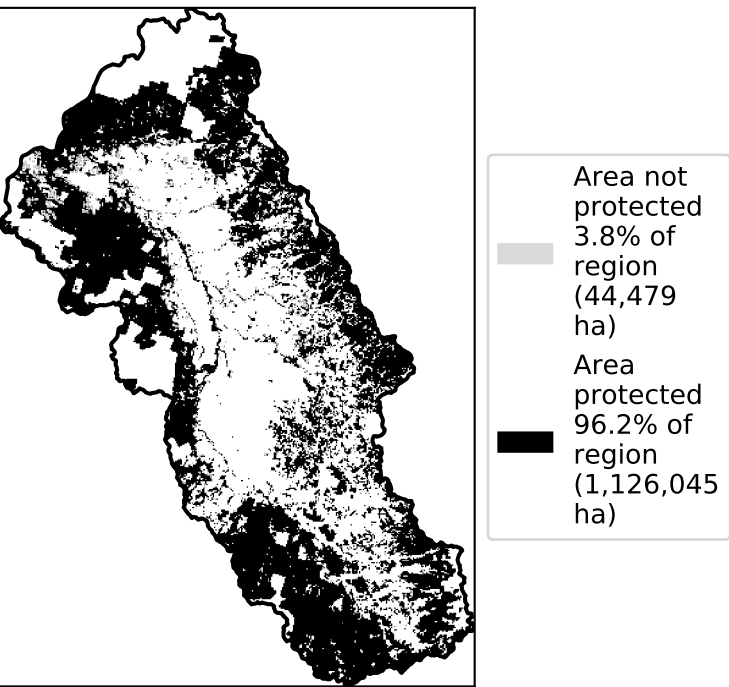 Area not
protected
3.8% of
region
(44,479
ha)
Area
protected
96.2% of
region
(1,126,045
ha)